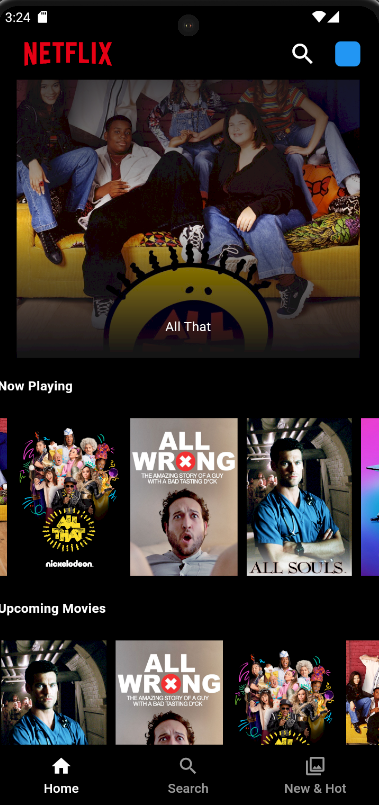 3:24
NETFLIX
All That
Now Playing
ALL THAT
nickelodeon
ALL WRONG
THE AMAZING STORY OF A GUY
WITH A BAD TASTING D*CK
ALL SOULS
Upcoming Movies
ALL WRONG
THE AMAZING STORY OF A GUY
WITH A BAD TASTING D*CK
Home
Search
New & Hot